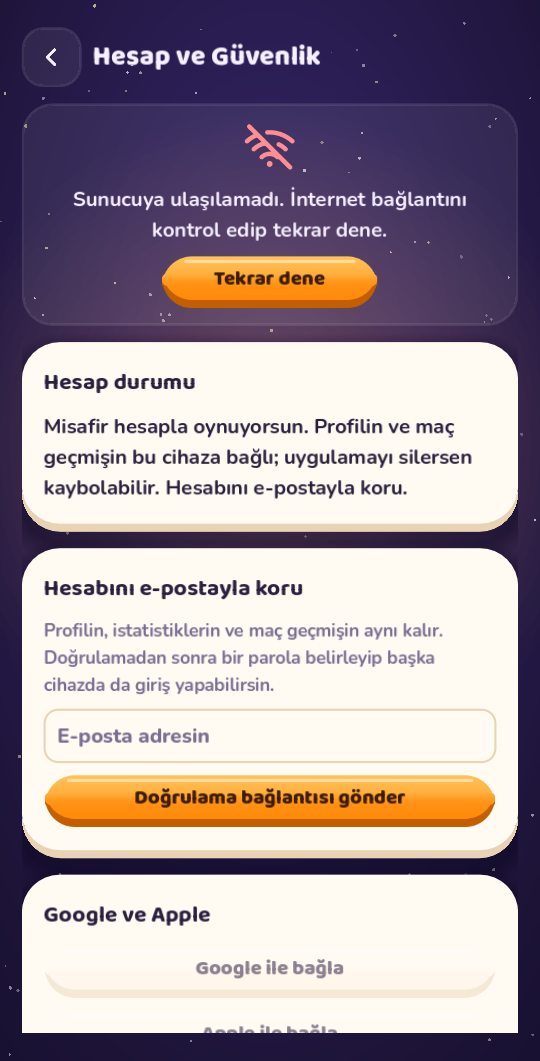 Hesap ve Güvenlik
Sunucuya ulaşılamadı. İnternet bağlantını
kontrol edip tekrar dene.
Tekrar dene
Hesap durumu
Misafir hesapla oynuyorsun. Profilin ve maç
geçmişin bu cihaza bağlı; uygulamayı silersen
kaybolabilir. Hesabını e-postayla koru.
Hesabını e-postayla koru
Profilin, istatistiklerin ve maç geçmişin aynı kalır.
Doğrulamadan sonra bir parola belirleyip başka
cihazda da giriş yapabilirsin.
E-posta adresin
Doğrulama bağlantısı gönder
Google ve Apple
Google ile bağla
Apple ile bağla